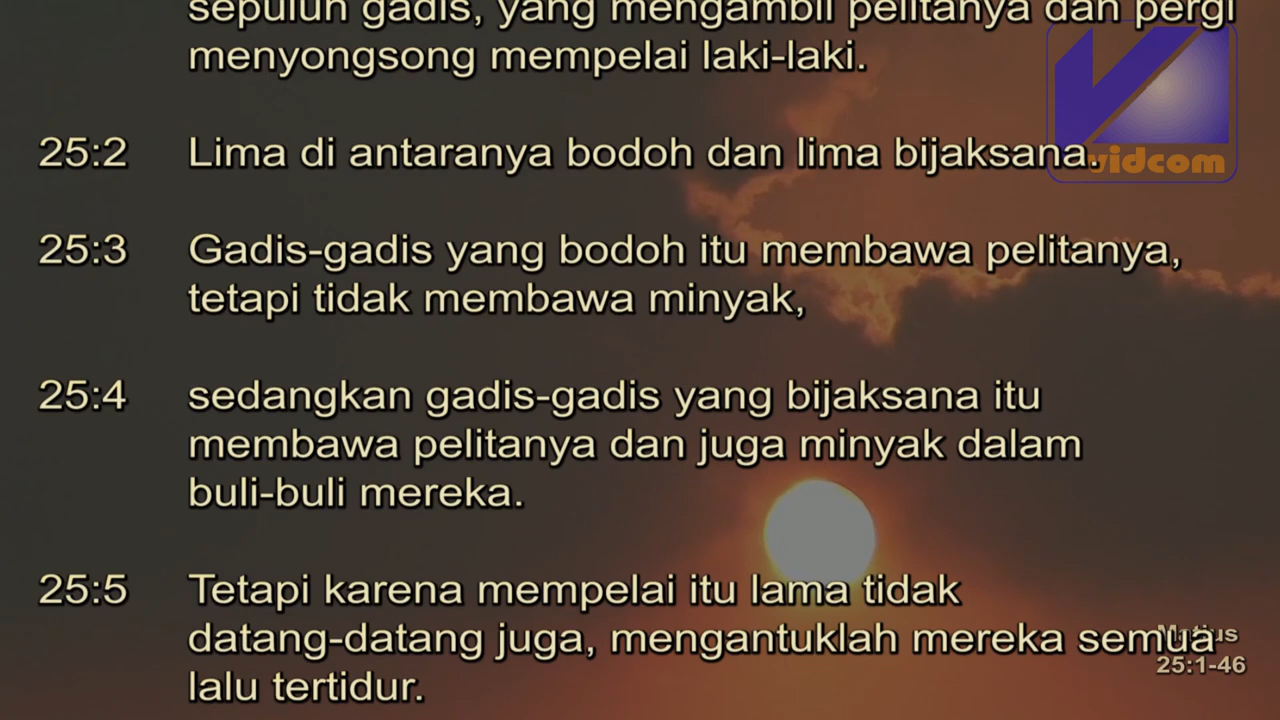 sepuluh gadis, yang mengambil pelitanya dan pergi
menyongsong mempelai laki-laki.
25:2 Lima di antaranya bodoh dan lima bijaksana.
vidcom
25:3 Gadis-gadis yang bodoh itu membawa pelitanya,
tetapi tidak membawa minyak,
25:4 sedangkan gadis-gadis yang bijaksana itu
membawa pelitanya dan juga minyak dalam
buli-buli mereka.
25:5 Tetapi karena mempelai itu lama tidak
datang-datang juga, mengantuklah mereka semua
lalu tertidur.
Matius
25:1-46